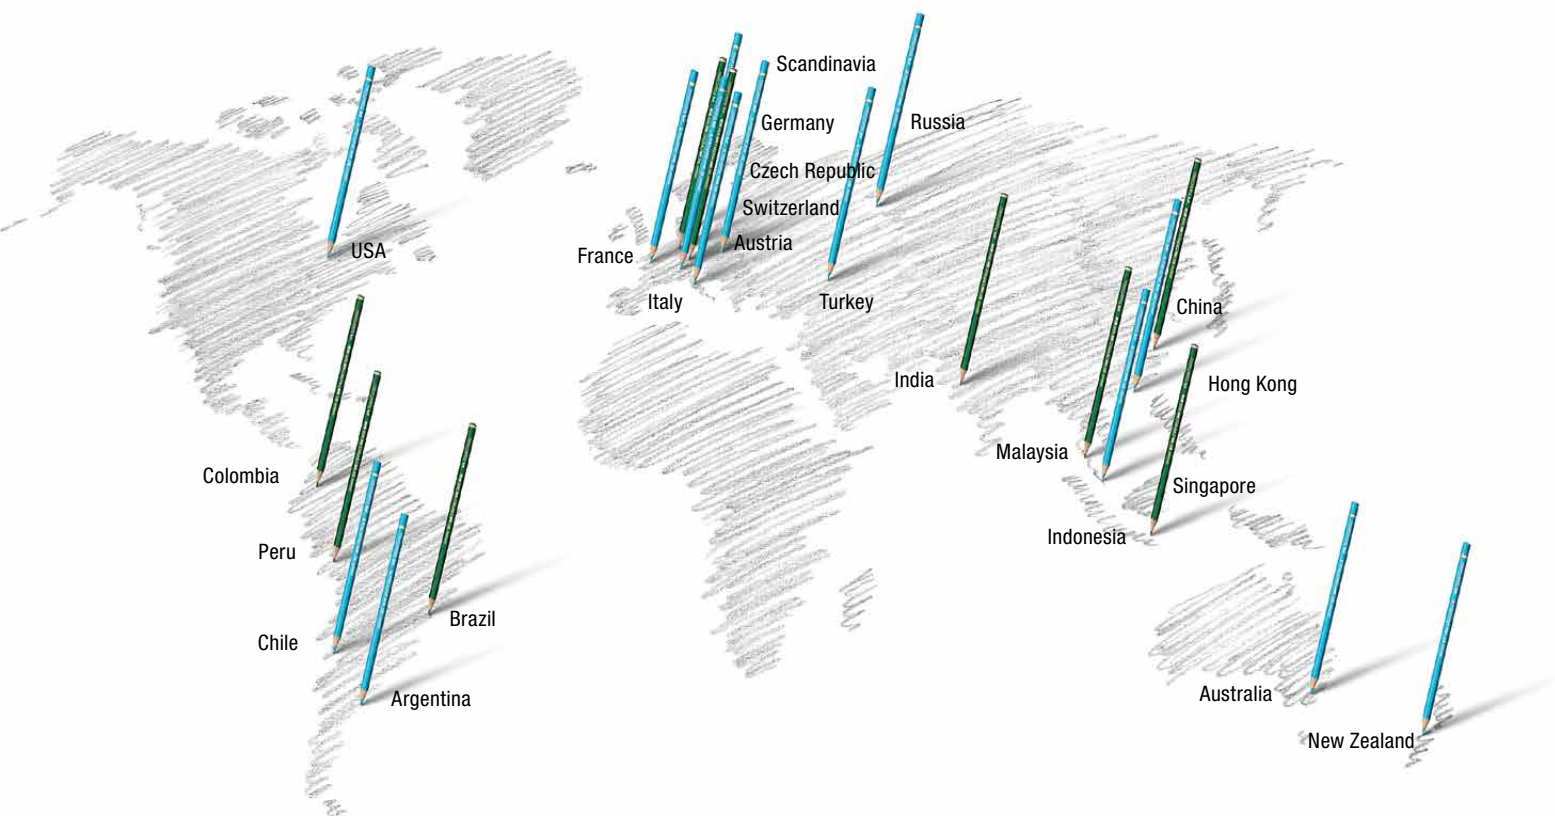 Scandinavia
Germany
Russia
Czech Republic
Switzerland
Austria
USA
France
Italy
Turkey
China
India
Hong Kong
Malaysia
Colombia
Singapore
Indonesia
Peru
Brazil
Chile
Argentina
Australia
New Zealand